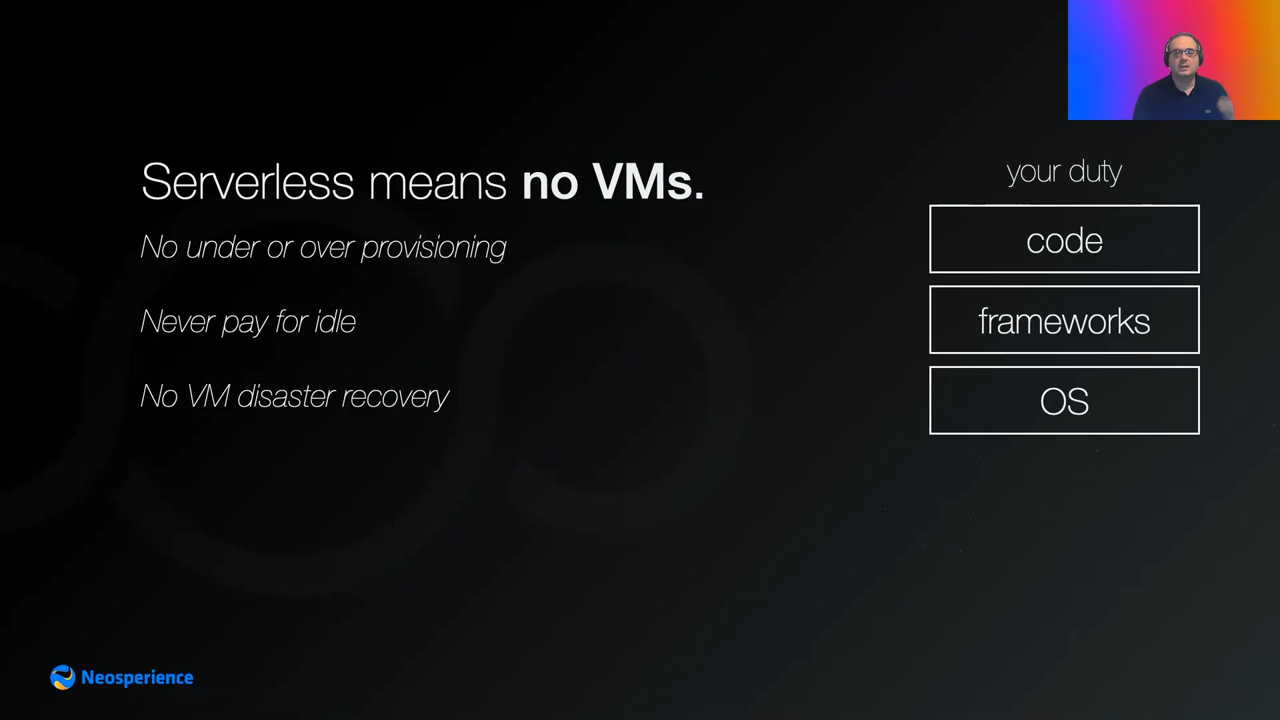 Serverless means no VMs.
No under or over provisioning
Never pay for idle
No VM disaster recovery
your duty
code
frameworks
OS
Neosperience